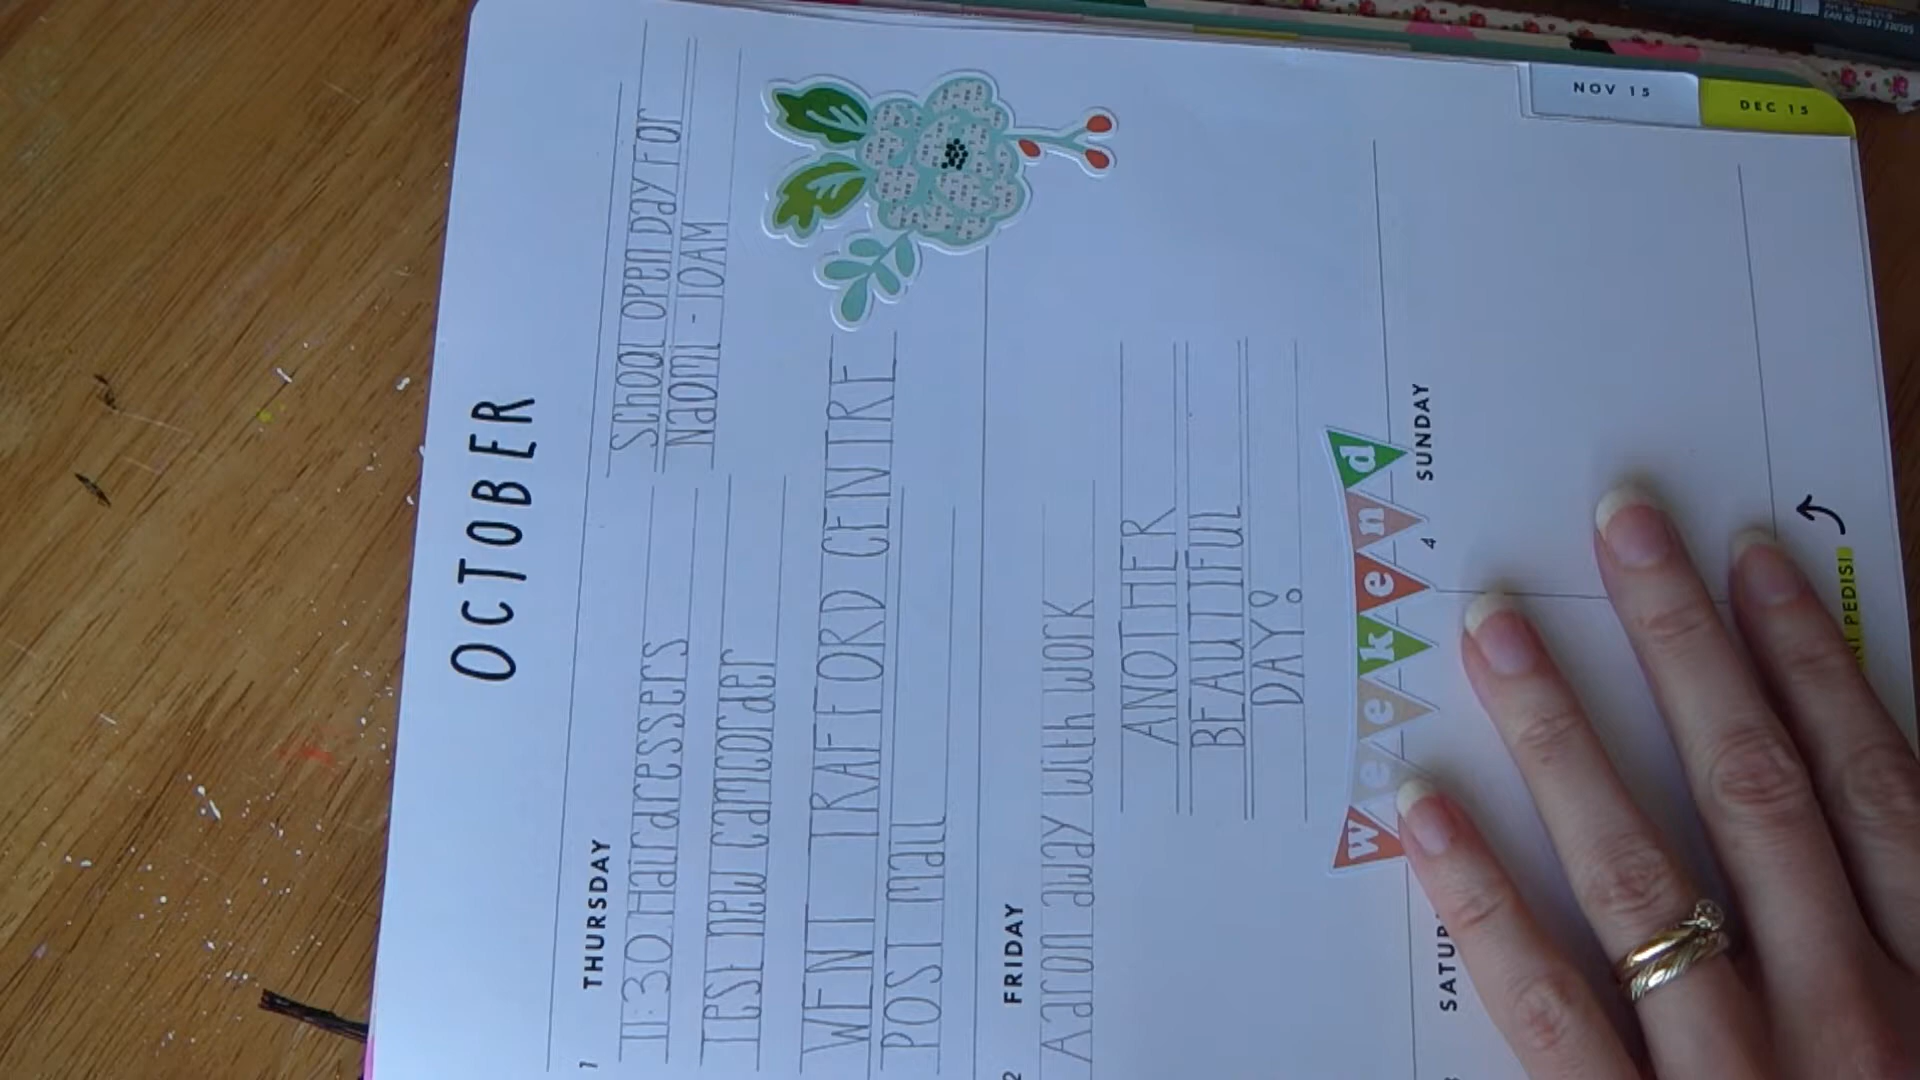 OCTOBER
1 THURSDAY
11:30 Hairdressers
School open day for
Naomi - 10AM
Test new camcorder
WENT TRAFFORD CENTRE
POST Mail
2 FRIDAY
Aaron away with work
ANOTHER
BEAUTIFUL
DAY!
weekend
4 SUNDAY
NOV 15
DEC 15